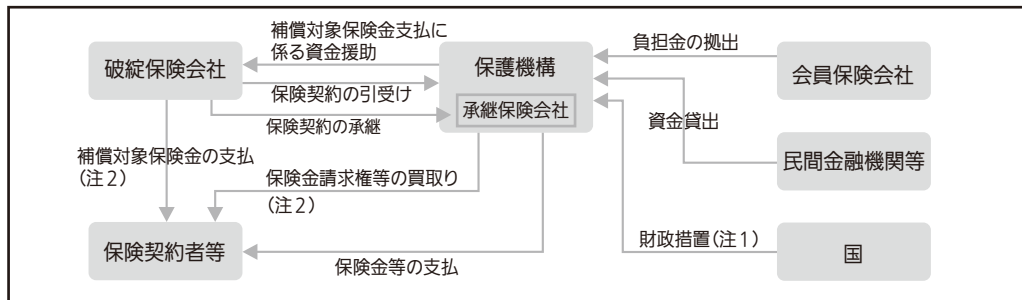 補償対象保険金支払に
係る資金援助
負担金の拠出
破綻保険会社
保護機構
会員保険会社
保険契約の引受け
承継保険会社
保険契約の承継
資金貸出
補償対象保険金の支払
(注2)
保険金請求権等の買取り
(注2)
民間金融機関等
財政措置(注1)
保険契約者等
保険金等の支払
国